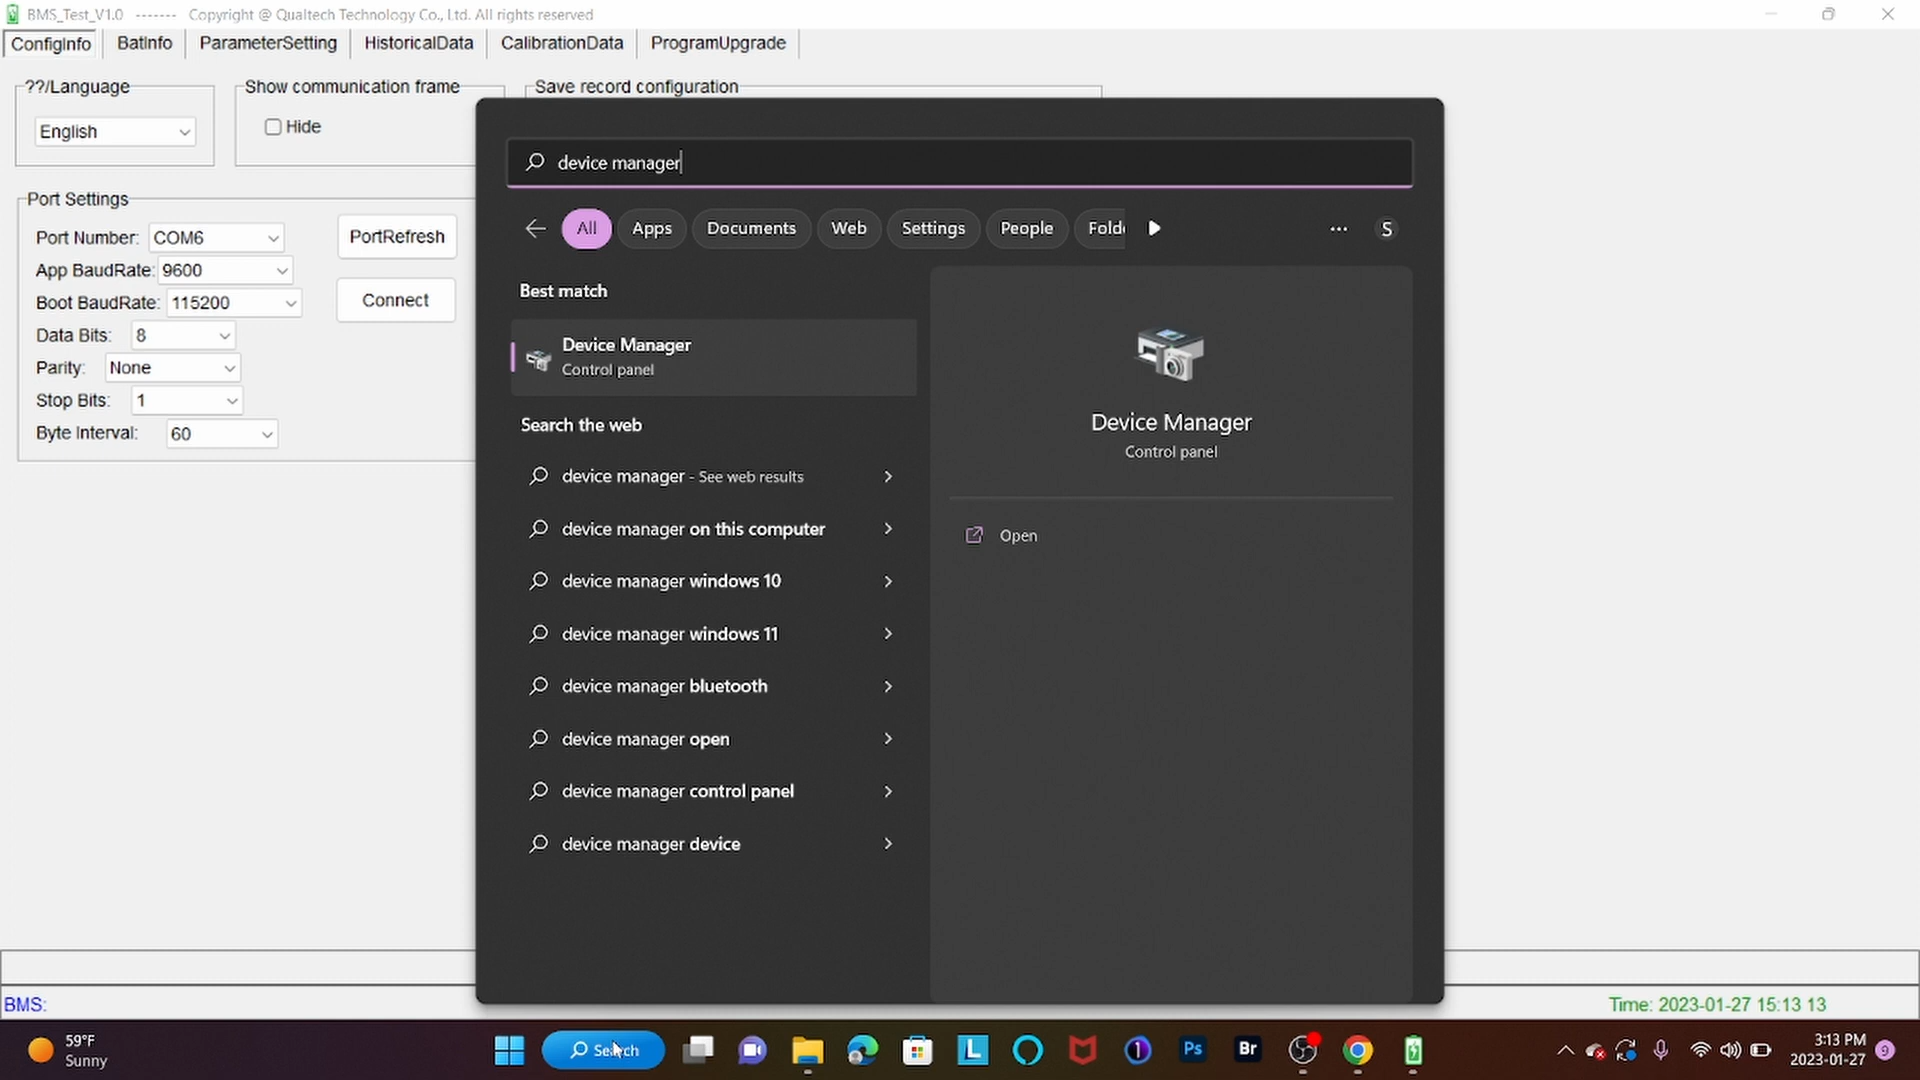 BMS_Test_V1.0 ------- Copyright @ Qualtech Technology Co., Ltd. All rights reserved
ConfigInfo BatInfo ParameterSetting HistoricalData CalibrationData ProgramUpgrade
??/Language
English
Show communication frame
Hide
Save record configuration
Port Settings
Port Number: COM6
PortRefresh
App BaudRate: 9600
Boot BaudRate: 115200
Connect
Data Bits: 8
Parity: None
Stop Bits: 1
Byte Interval: 60
device manager
All Apps Documents Web Settings People Folde ... S
Best match
Device Manager
Control panel
Search the web
device manager - See web results
device manager on this computer
device manager windows 10
device manager windows 11
device manager bluetooth
device manager open
device manager control panel
device manager device
Device Manager
Control panel
Open
BMS:
Time: 2023-01-27 15:13 13
59°F
Sunny
Search
L
1
Ps
Br
3:13 PM
2023-01-27
9